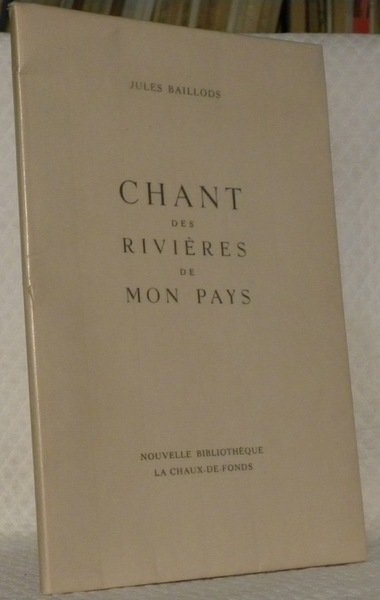 JULES BAILLODS
CHANT
DES
RIVIÈRES
DE
MON PAYS
NOUVELLE BIBLIOTHÈQUE
LA CHAUX-DE-FONDS